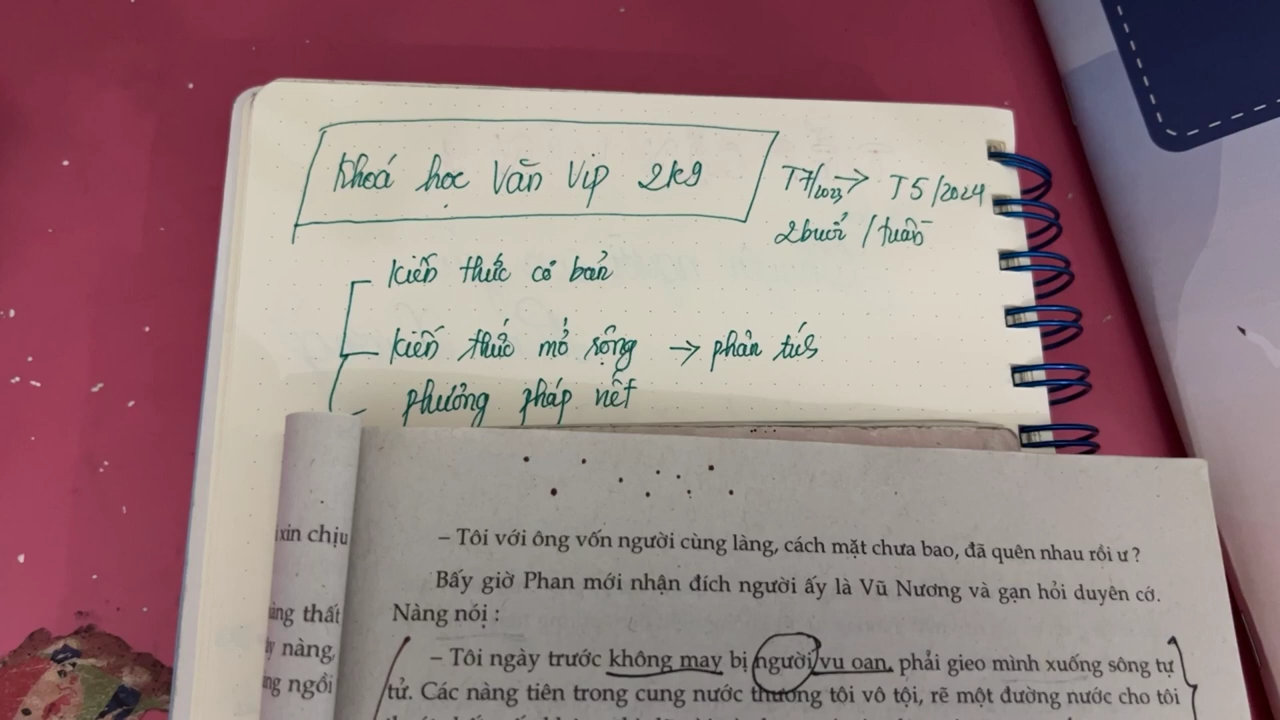 Khoá học Văn Vip 2k9
T7/2023 → T5/2024
2 buổi / tuần
kiến thức cơ bản
kiến thức mở rộng → phân tích
phương pháp viết
– Tôi với ông vốn người cùng làng, cách mặt chưa bao, đã quên nhau rồi ư ?
Bấy giờ Phan mới nhận đích người ấy là Vũ Nương và gạn hỏi duyên cớ.
Nàng nói :
– Tôi ngày trước không may bị người vu oan, phải gieo mình xuống sông tự
tử. Các nàng tiên trong cung nước thương tôi vô tội, rẽ một đường nước cho tôi
xin chịu
thất
nàng,
ngồi